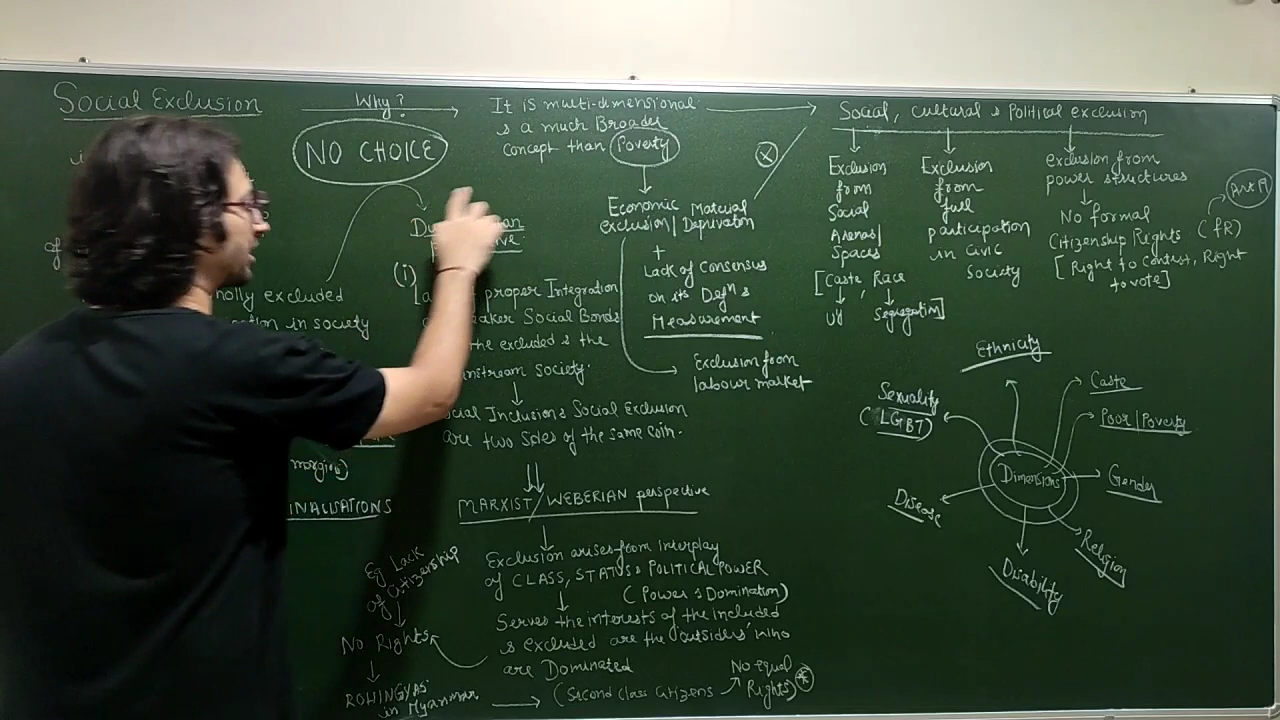 Social Exclusion
Why?
NO CHOICE
It is multi-dimensional
& a much Broader
concept than Poverty
Economic Material
exclusion/ Deprivation
+
Lack of Consensus
on its Defn &
Measurement
Exclusion from
labour market
(i)
proper Integration
Social Bonds
the excluded & the
society.
Social Inclusion & Social Exclusion
are two sides of the same coin.
MARXIST/WEBERIAN perspective
Exclusion arises from interplay
of CLASS, STATUS & POLITICAL POWER
(Power & Domination)
Serves the interests of the included
& excluded are the 'outsiders' who
are Dominated
(Second class citizens
No equal
Rights)
excluded
in society
margins)
Eg Lack
of citizenship
No Rights
ROHINGYAS
in Myanmar
Social, cultural & Political exclusion
Exclusion
from
Social
Arenas/
Spaces
[Caste, Race
Segregation]
Exclusion
from
full
participation
in civic
society
exclusion from
power structures
No formal
Citizenship Rights (FR)
[Right to contest, Right
to vote]
Dimensions
Ethnicity
Caste
Poor/Poverty
Gender
Religion
Disability
Disease
Sexuality
(LGBT)